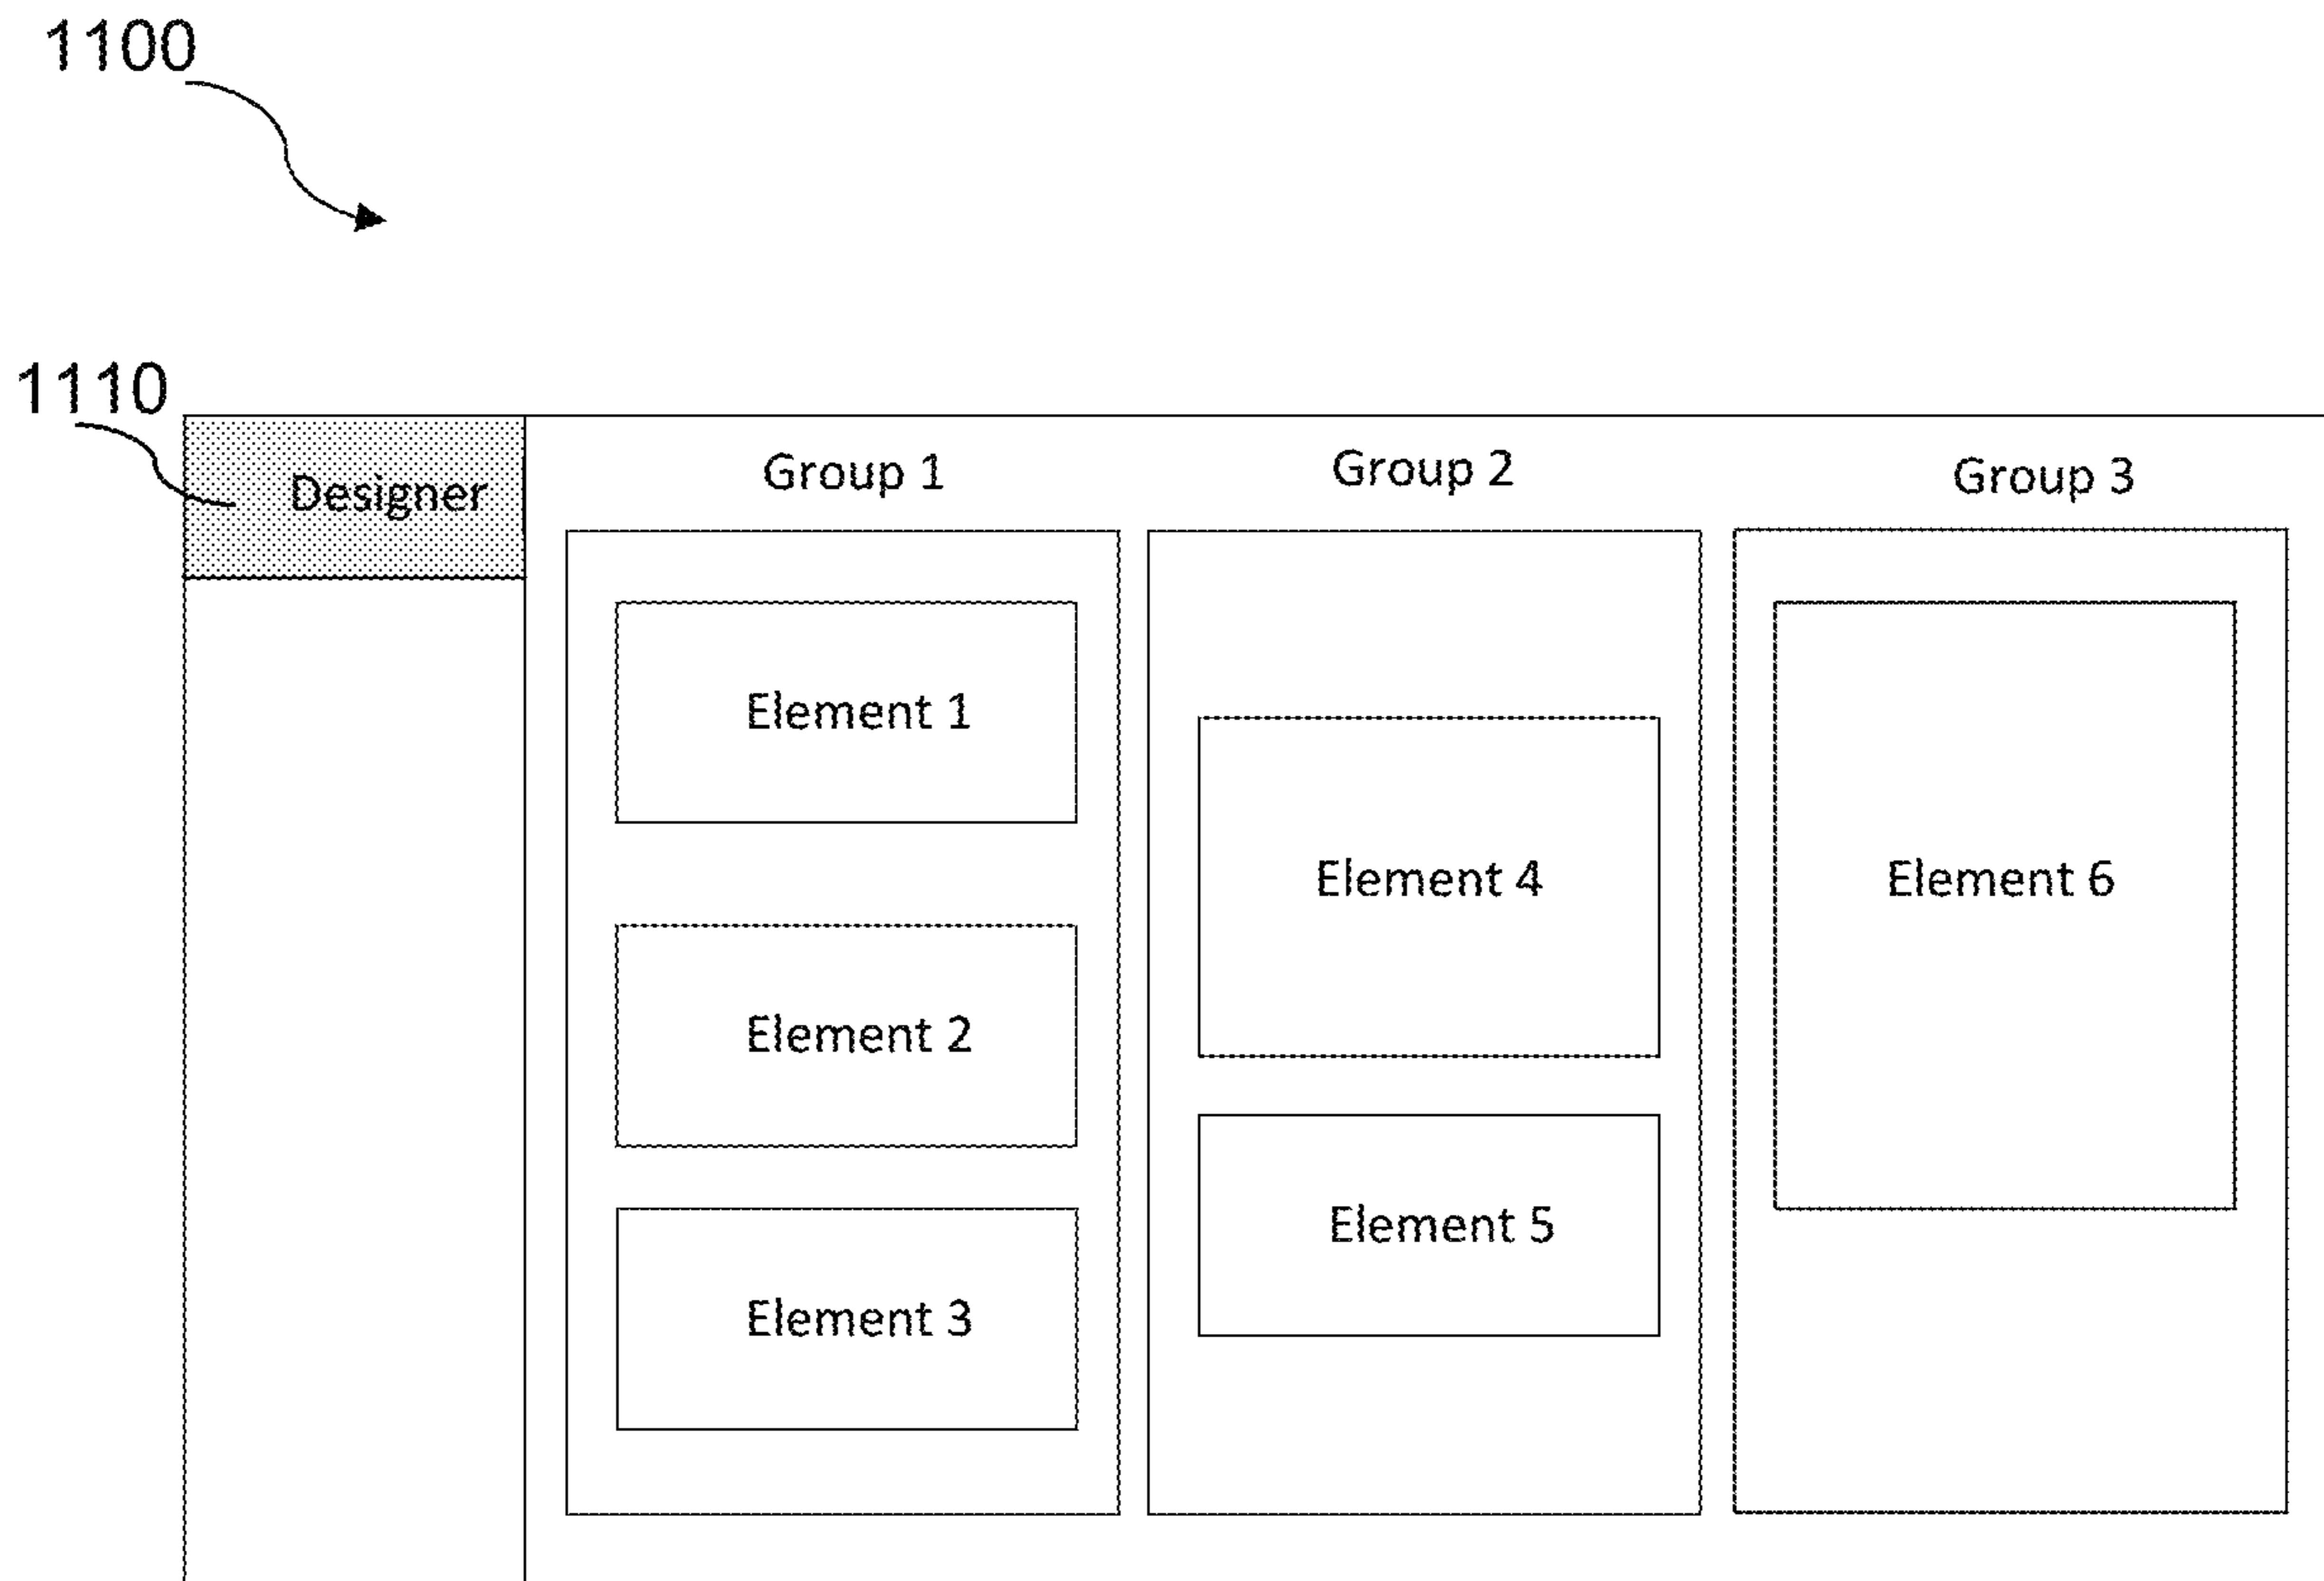 1100
1110
Designer
Group 1
Group 2
Group 3
Element 1
Element 2
Element 3
Element 4
Element 5
Element 6